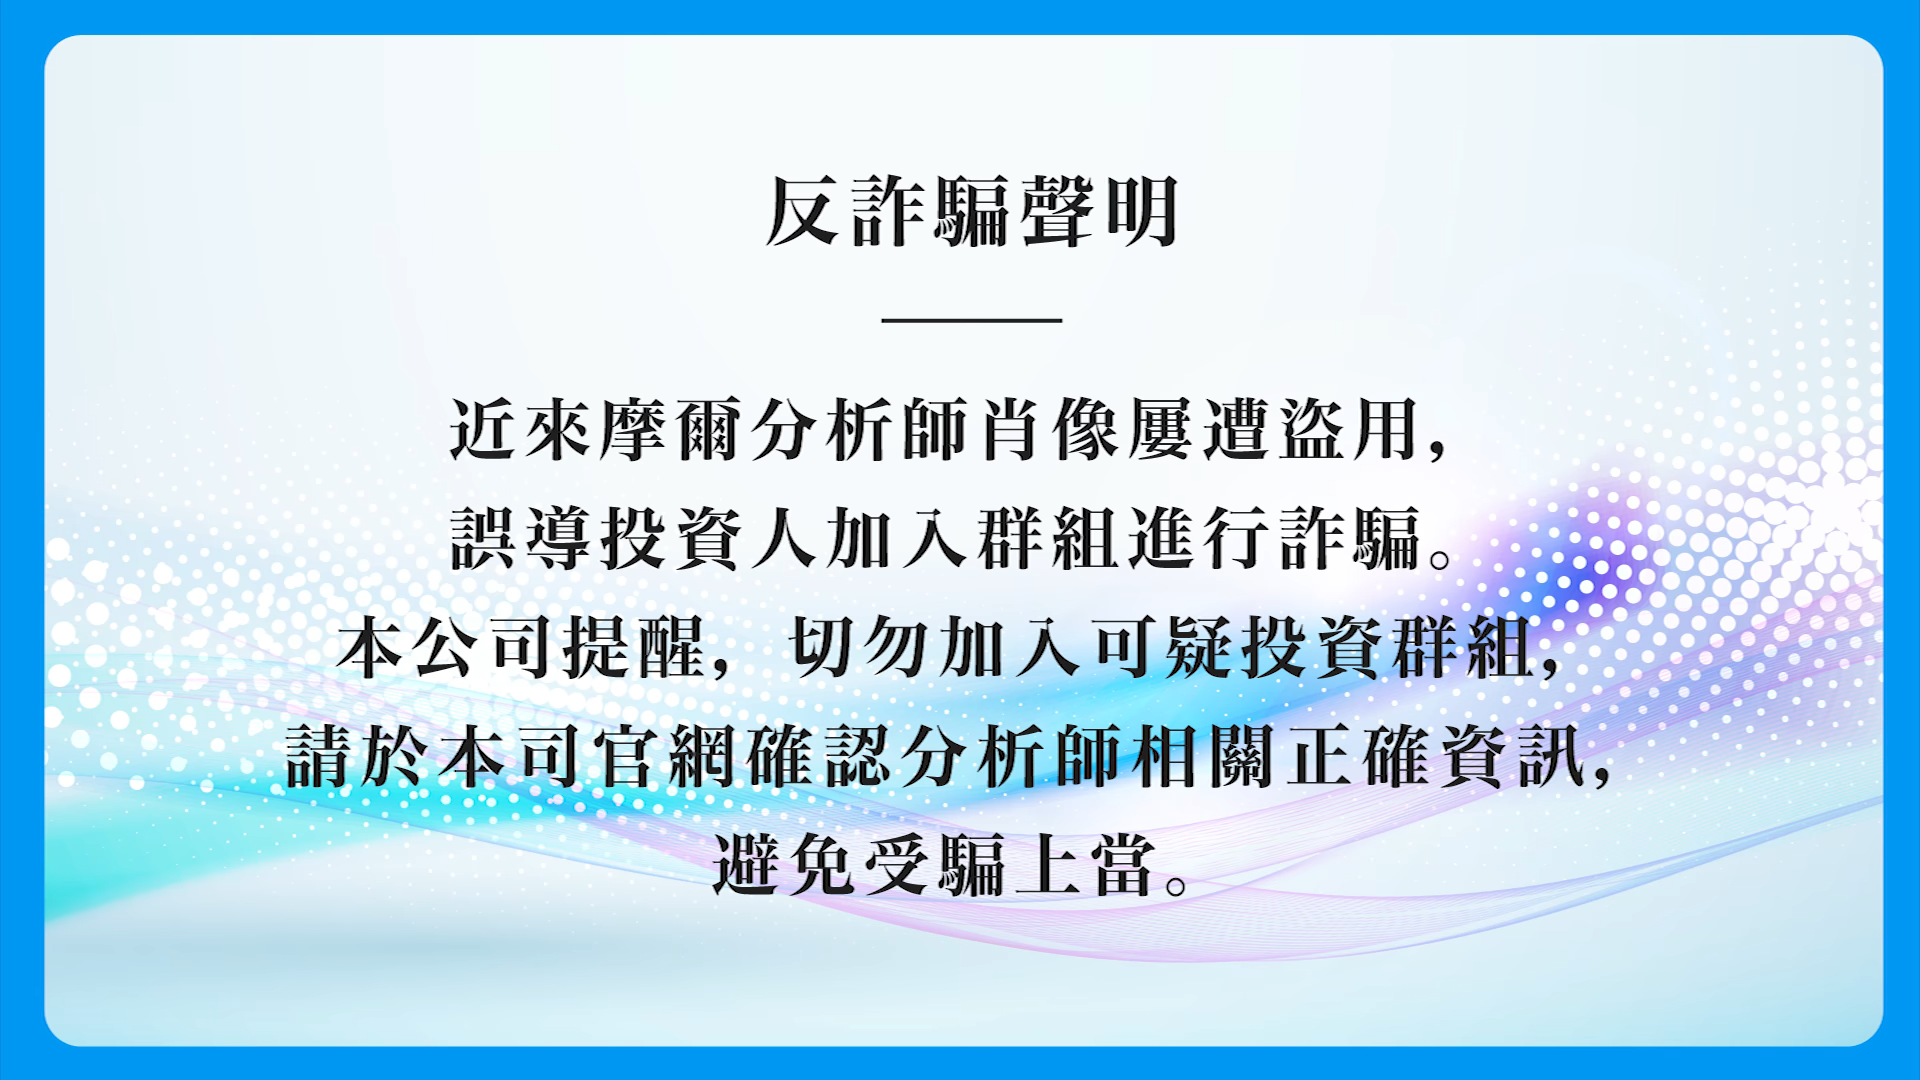 反詐騙聲明
近來摩爾分析師肖像屢遭盜用，
誤導投資人加入群組進行詐騙。
本公司提醒，切勿加入可疑投資群組，
請於本司官網確認分析師相關正確資訊，
避免受騙上當。